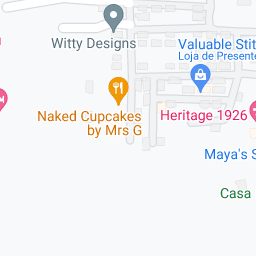 Witty Designs
Valuable Stit
Loja de Presente
Naked Cupcakes
by Mrs G
Heritage 1926
Maya's S
Casa